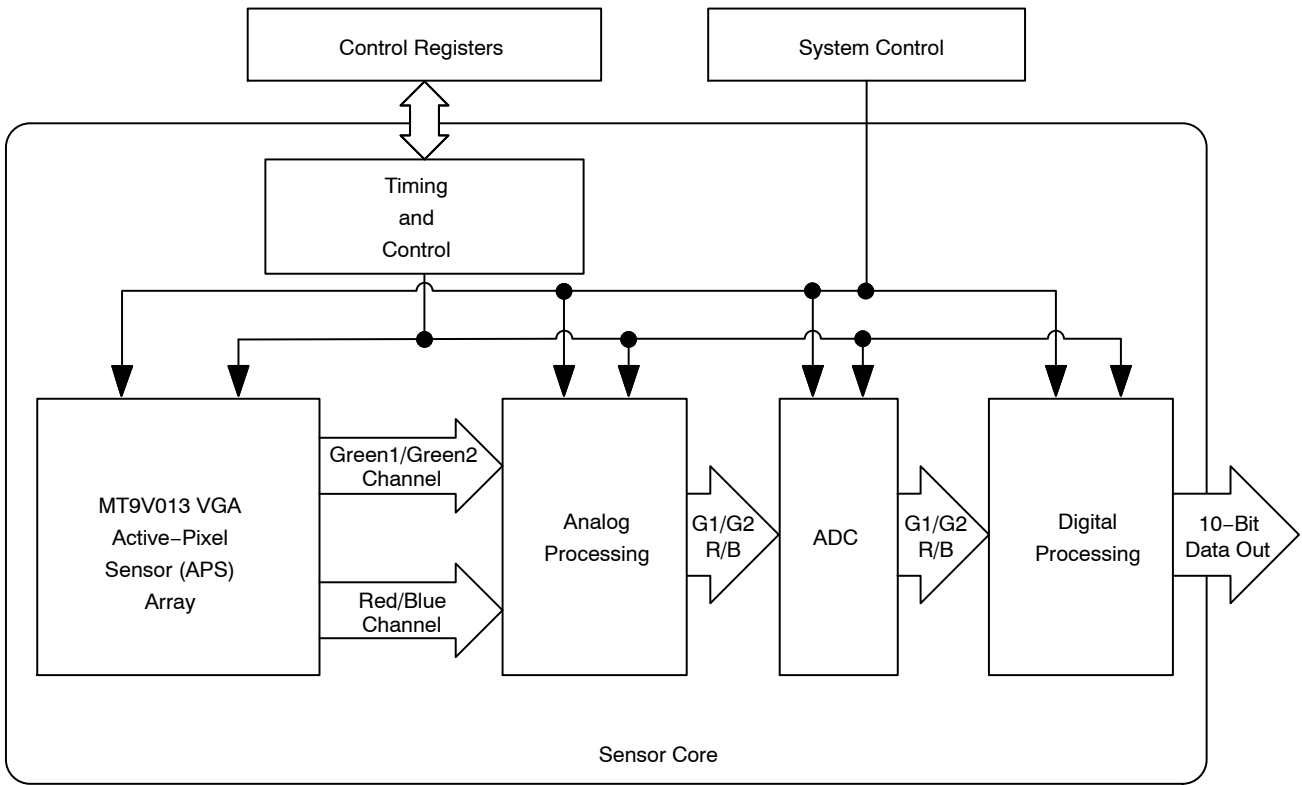 Control Registers
System Control
Timing
and
Control
Green1/Green2
Channel
MT9V013 VGA
Active−Pixel
Sensor (APS)
Array
Red/Blue
Channel
Analog
Processing
G1/G2
R/B
ADC
G1/G2
R/B
Digital
Processing
10−Bit
Data Out
Sensor Core